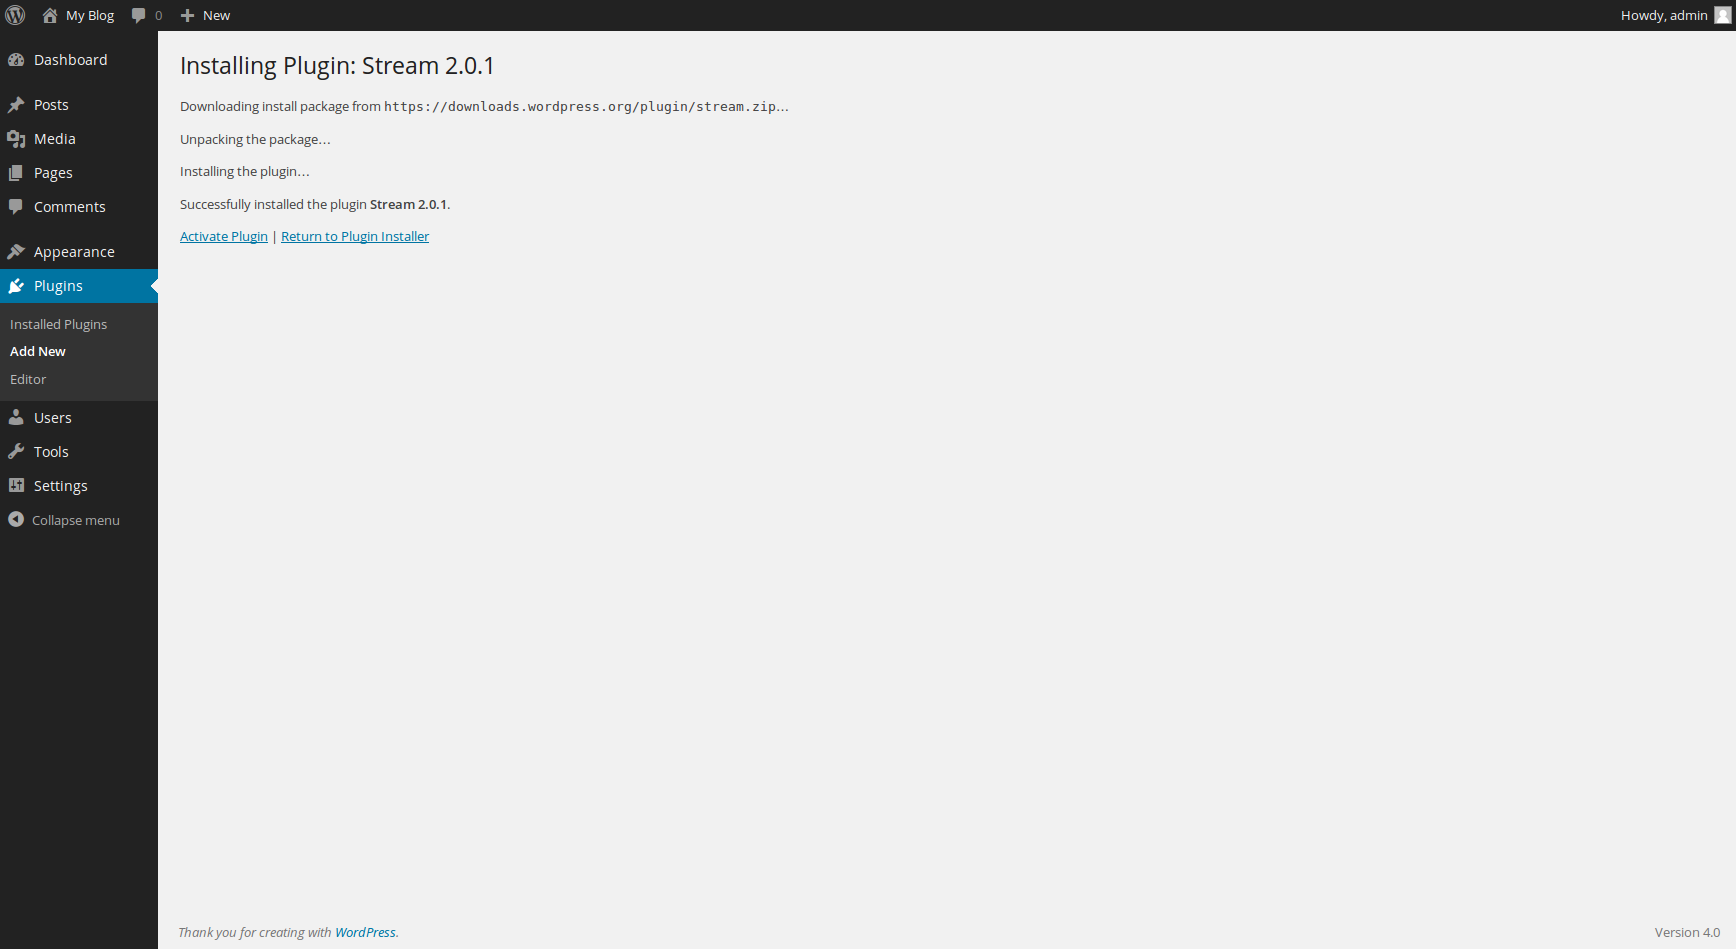 My Blog 0 New Howdy, admin
Dashboard
Posts
Media
Pages
Comments
Appearance
Plugins
Installed Plugins
Add New
Editor
Users
Tools
Settings
Collapse menu
Installing Plugin: Stream 2.0.1
Downloading install package from https://downloads.wordpress.org/plugin/stream.zip…
Unpacking the package…
Installing the plugin…
Successfully installed the plugin Stream 2.0.1.
Activate Plugin | Return to Plugin Installer
Thank you for creating with WordPress. Version 4.0